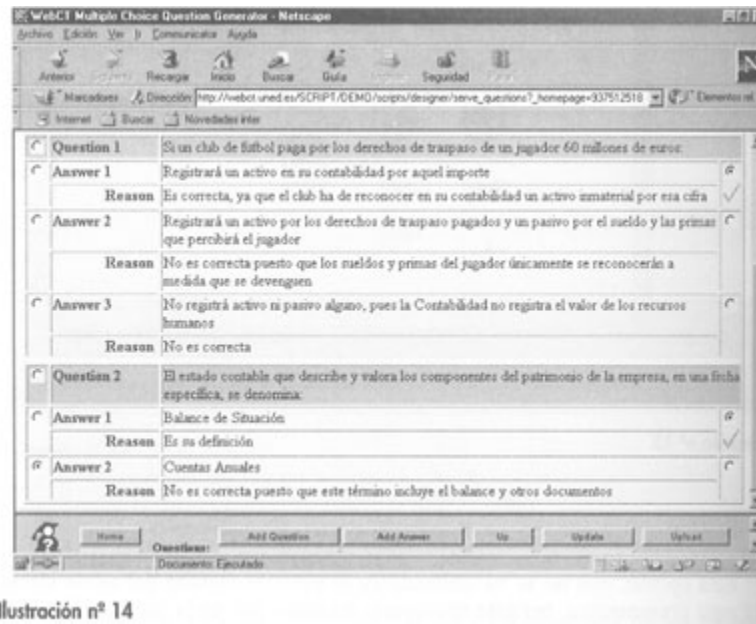 WebCT Multiple Choice Question Generator - Netscape
Archivo Edición Ver Ir Communicator Ayuda
Anterior Recargar Inicio Buscar Guía Seguridad
Marcadores Dirección http://webct.uned.es/SCRIPT/DEMO/scripts/designer/serve_questions?_homepage=937512518
Internet Buscar Novedades inter
Question 1 Si un club de fútbol paga por los derechos de traspaso de un jugador 60 millones de euros:
Answer 1 Registrará un activo en su contabilidad por aquel importe
Reason Es correcta, ya que el club ha de reconocer en su contabilidad un activo inmaterial por esa cifra
Answer 2 Registrará un activo por los derechos de traspaso pagados y un pasivo por el sueldo y las primas
que percibirá el jugador
Reason No es correcta puesto que los sueldos y primas del jugador únicamente se reconocerán a
medida que se devenguen
Answer 3 No registrá activo ni pasivo alguno, pues la Contabilidad no registra el valor de los recursos
humanos
Reason No es correcta
Question 2 El estado contable que describe y valora los componentes del patrimonio de la empresa, en una fecha
específica, se denomina:
Answer 1 Balance de Situación
Reason Es su definición
Answer 2 Cuentas Anuales
Reason No es correcta puesto que este término incluye el balance y otros documentos
Home Questions: Add Question Add Answer Up Update Upload
Documento: Ejecutado
Ilustración nº 14